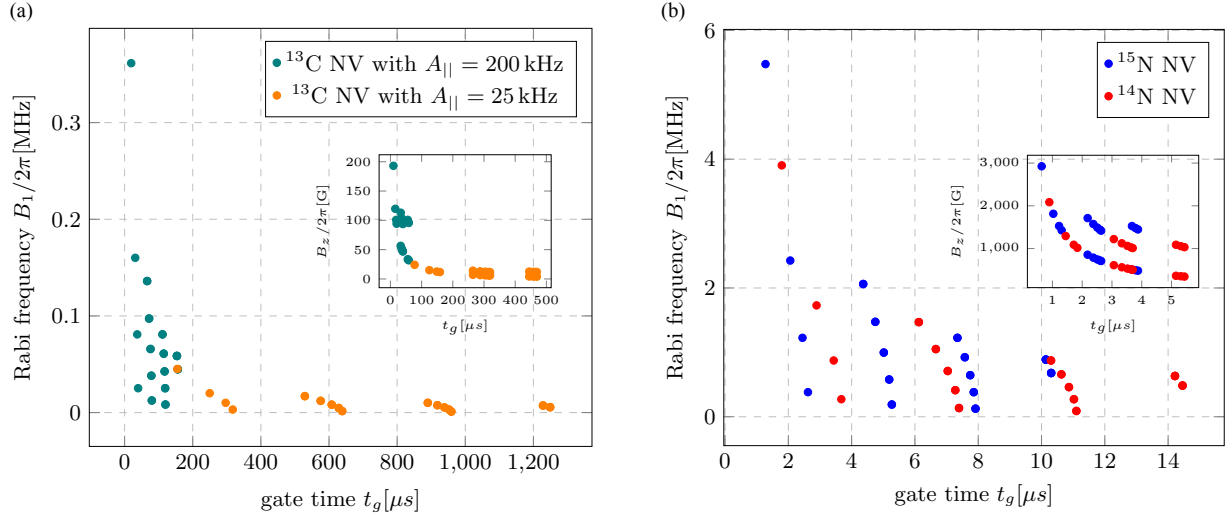 (a)
¹³C NV with A|| = 200 kHz
¹³C NV with A|| = 25 kHz
Rabi frequency B₁/2π[MHz]
0.3
0.2
0.1
0
0 200 400 600 800 1,000 1,200
gate time t_g[μs]
B_z/2π[G]
200
150
100
50
0
0 100 200 300 400 500
t_g[μs]
(b)
¹⁵N NV
¹⁴N NV
Rabi frequency B₁/2π[MHz]
6
4
2
0
0 2 4 6 8 10 12 14
gate time t_g[μs]
B_z/2π[G]
3,000
2,000
1,000
1 2 3 4 5
t_g[μs]